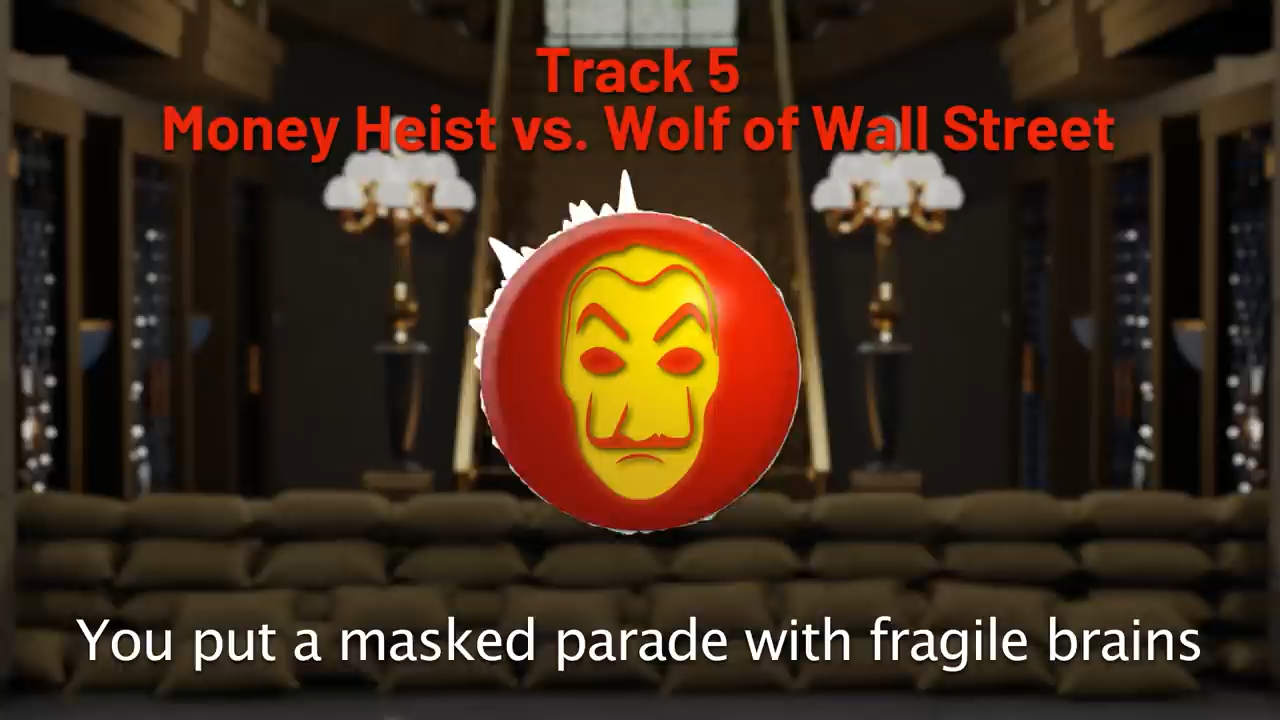 Track 5
Money Heist vs. Wolf of Wall Street
You put a masked parade with fragile brains